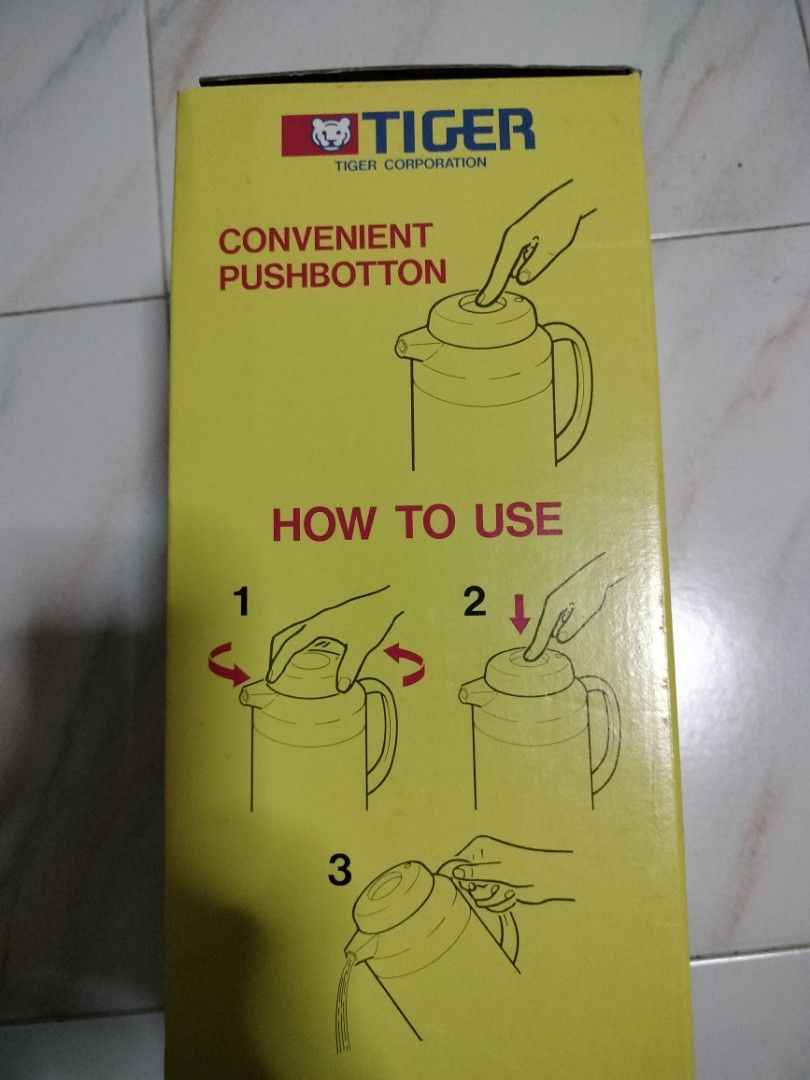 TIGER
TIGER CORPORATION
CONVENIENT
PUSHBOTTON
HOW TO USE
1
2
3